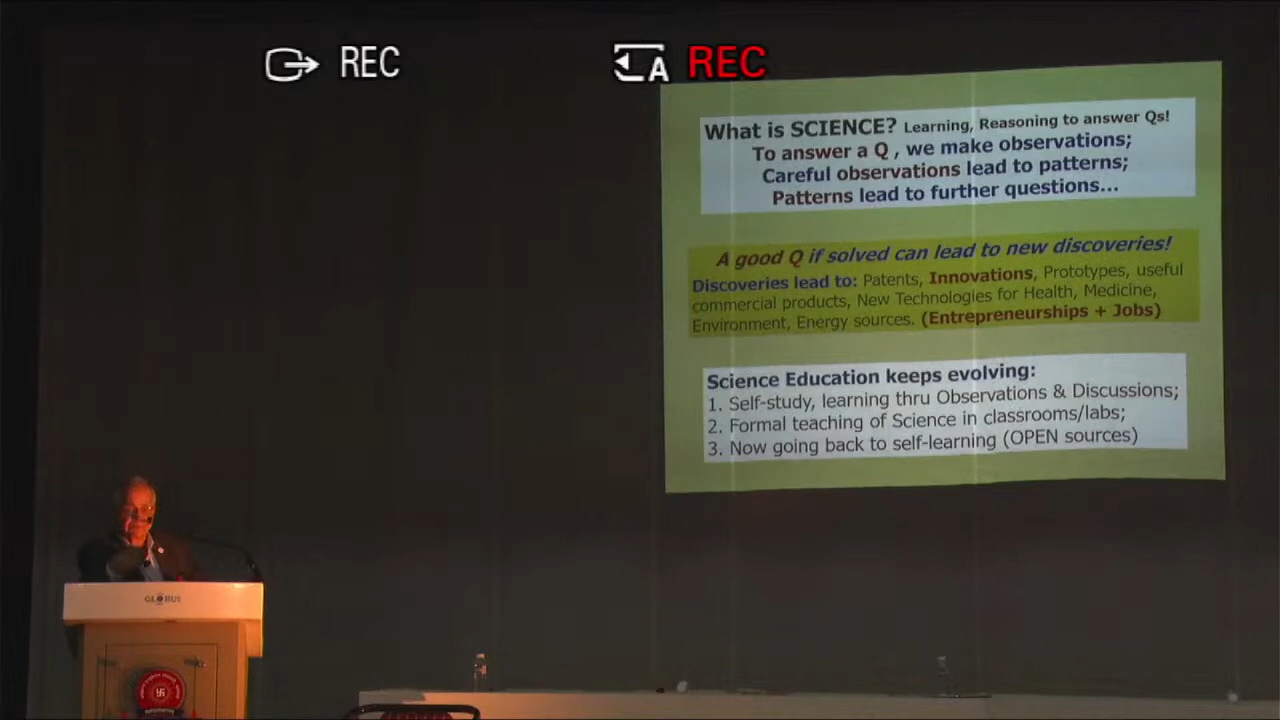 REC
A REC
What is SCIENCE? Learning, Reasoning to answer Qs!
To answer a Q , we make observations;
Careful observations lead to patterns;
Patterns lead to further questions...
A good Q if solved can lead to new discoveries!
Discoveries lead to: Patents, Innovations, Prototypes, useful
commercial products, New Technologies for Health, Medicine,
Environment, Energy sources. (Entrepreneurships + Jobs)
Science Education keeps evolving:
1. Self-study, learning thru Observations & Discussions;
2. Formal teaching of Science in classrooms/labs;
3. Now going back to self-learning (OPEN sources)
GLOBUS